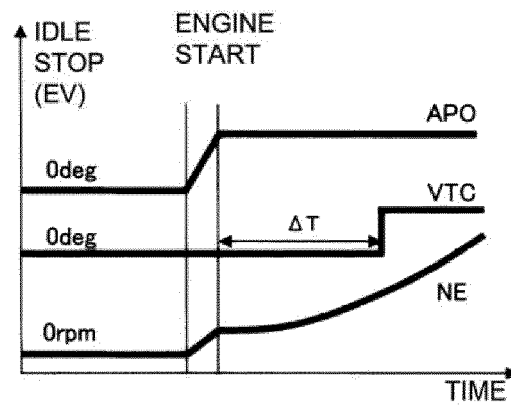 IDLE
STOP
(EV)
ENGINE
START
APO
0deg
VTC
0deg
ΔT
NE
0rpm
TIME